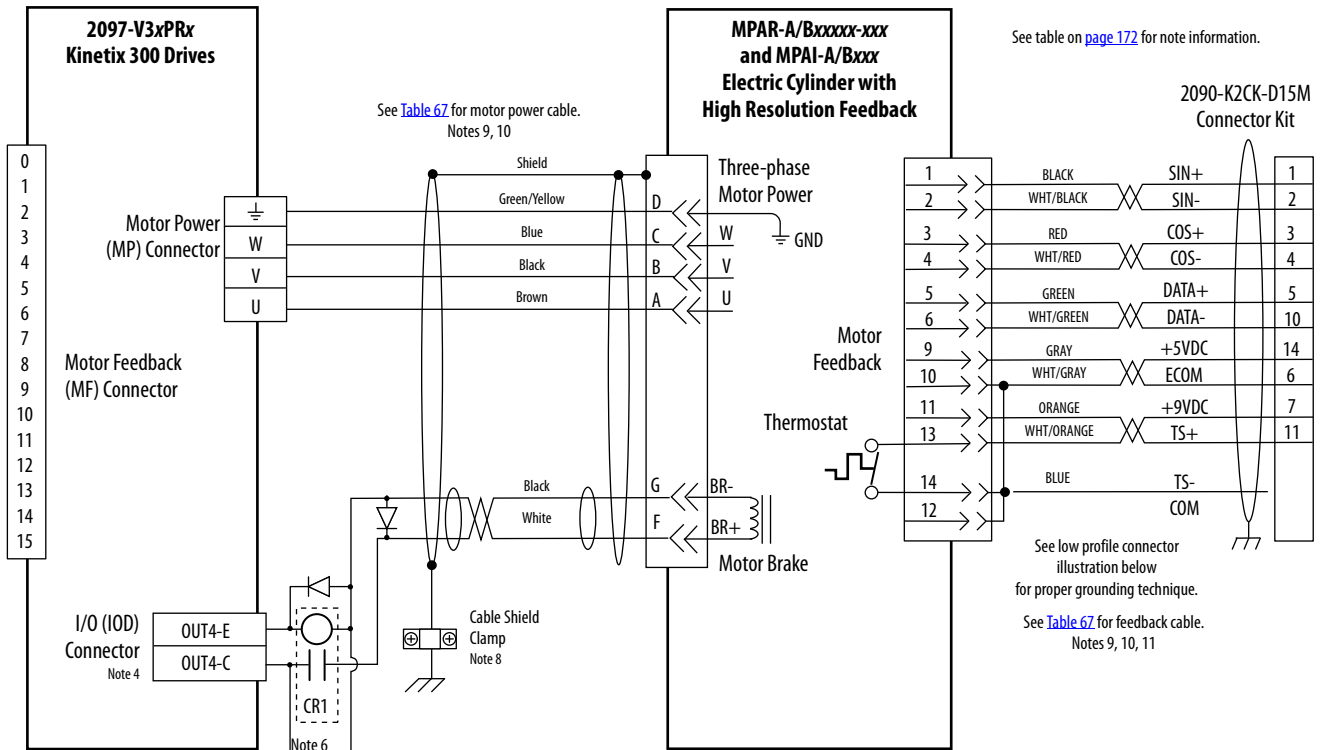 2097-V3xPRx
Kinetix 300 Drives
MPAR-A/Bxxxxx-xxx
and MPAI-A/Bxxx
Electric Cylinder with
High Resolution Feedback
See table on page 172 for note information.
2090-K2CK-D15M
Connector Kit
See Table 67 for motor power cable.
Notes 9, 10
0
1
2
3
4
5
6
7
8
9
10
11
12
13
14
15
Motor Power
(MP) Connector
W
V
U
Motor Feedback
(MF) Connector
Shield
Green/Yellow
Blue
Black
Brown
D
C
B
A
Three-phase
Motor Power
GND
W
V
U
Black
White
G
F
BR-
BR+
Motor Brake
I/O (IOD)
Connector
Note 4
OUT4-E
OUT4-C
CR1
Note 6
Cable Shield
Clamp
Note 8
Motor
Feedback
Thermostat
1 BLACK SIN+ 1
2 WHT/BLACK SIN- 2
3 RED COS+ 3
4 WHT/RED COS- 4
5 GREEN DATA+ 5
6 WHT/GREEN DATA- 10
9 GRAY +5VDC 14
10 WHT/GRAY ECOM 6
11 ORANGE +9VDC 7
13 WHT/ORANGE TS+ 11
14 BLUE TS-
12 COM
See low profile connector
illustration below
for proper grounding technique.
See Table 67 for feedback cable.
Notes 9, 10, 11